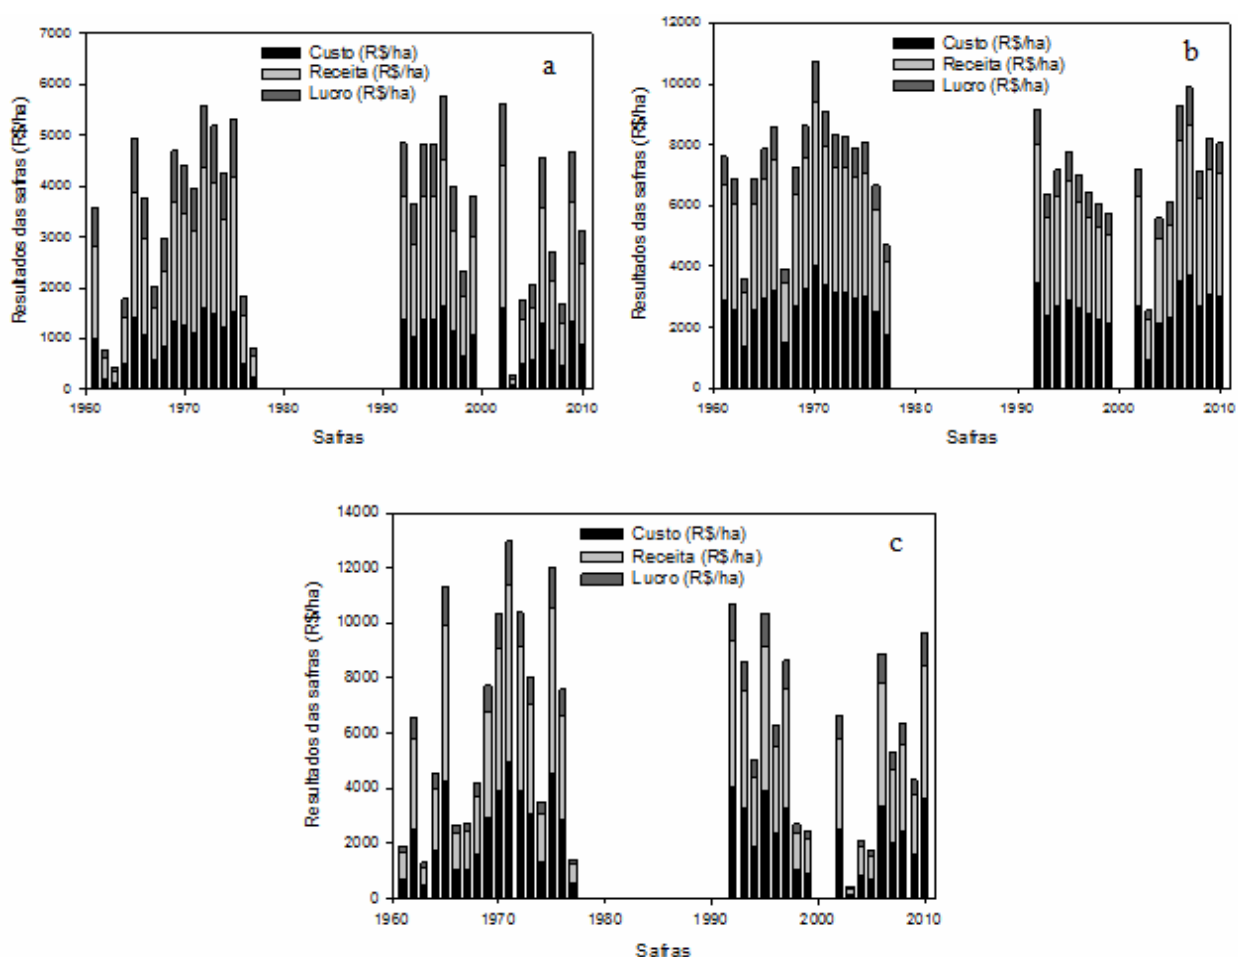 7000
6000
5000
4000
3000
2000
1000
0
Resultados das safras (R$/ha)
Custo (R$/ha)
Receita (R$/ha)
Lucro (R$/ha)
a
1960 1970 1980 1990 2000 2010
Safras
12000
10000
8000
6000
4000
2000
0
Resultados das safras (R$/ha)
Custo (R$/ha)
Receita (R$/ha)
Lucro (R$/ha)
b
1960 1970 1980 1990 2000 2010
Safras
14000
12000
10000
8000
6000
4000
2000
0
Resultados das safras (R$/ha)
Custo (R$/ha)
Receita (R$/ha)
Lucro (R$/ha)
c
1960 1970 1980 1990 2000 2010
Safras